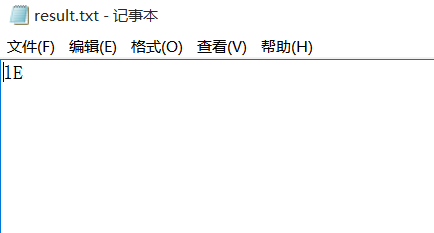 result.txt - 记事本
文件(F) 编辑(E) 格式(O) 查看(V) 帮助(H)
1E